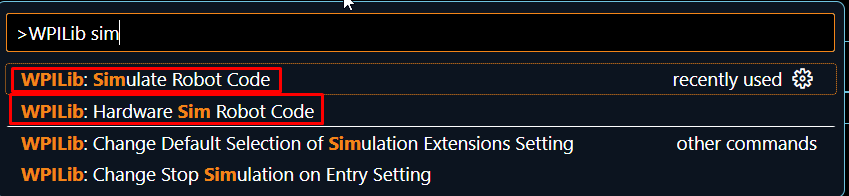 >WPILib sim
WPILib: Simulate Robot Code recently used
WPILib: Hardware Sim Robot Code
WPILib: Change Default Selection of Simulation Extensions Setting other commands
WPILib: Change Stop Simulation on Entry Setting